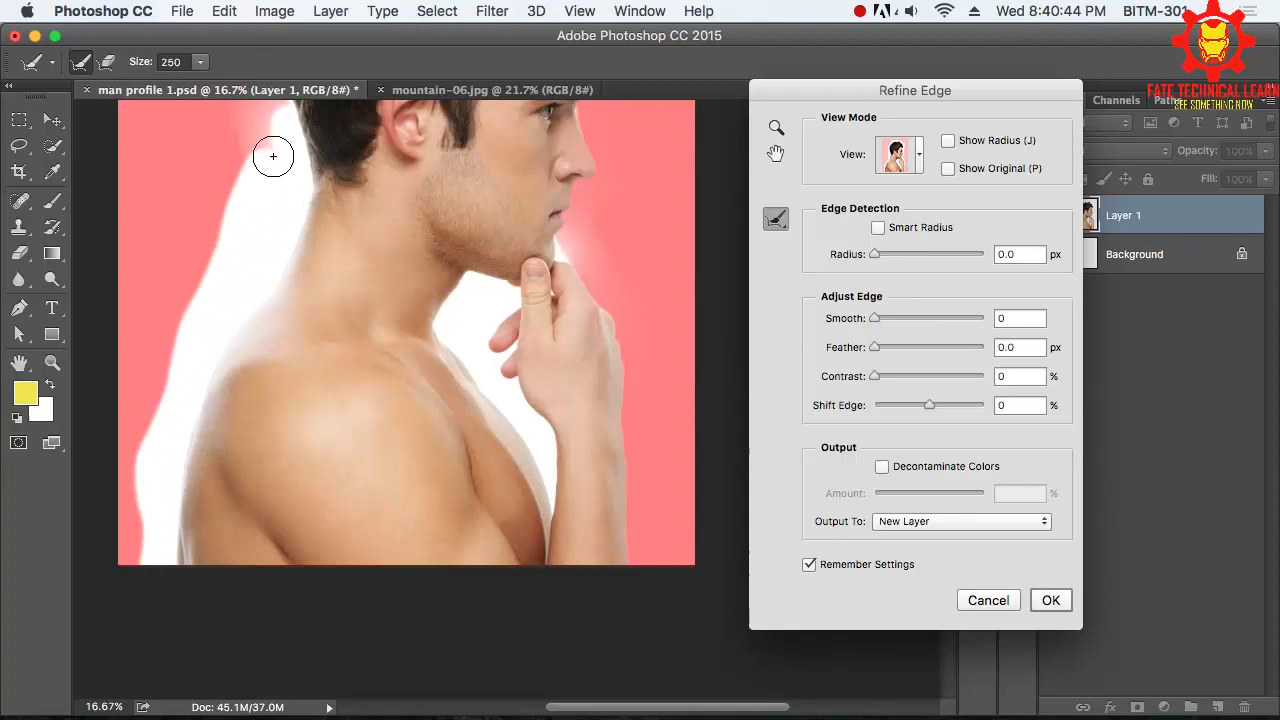 Photoshop CC File Edit Image Layer Type Select Filter 3D View Window Help 4 Wed 8:40:44 PM BITM-301
Adobe Photoshop CC 2015
Size: 250
man profile 1.psd @ 16.7% (Layer 1, RGB/8#) * mountain-06.jpg @ 21.7% (RGB/8#)
FATE TECHNICAL LEARN
SEE SOMETHING NOW
Channels Paths
Refine Edge
View Mode
View:
Show Radius (J)
Show Original (P)
Edge Detection
Smart Radius
Radius: 0.0 px
Adjust Edge
Smooth: 0
Feather: 0.0 px
Contrast: 0 %
Shift Edge: 0 %
Output
Decontaminate Colors
Amount: %
Output To: New Layer
Remember Settings
Cancel OK
Opacity: 100%
Fill: 100%
Layer 1
Background
16.67% Doc: 45.1M/37.0M